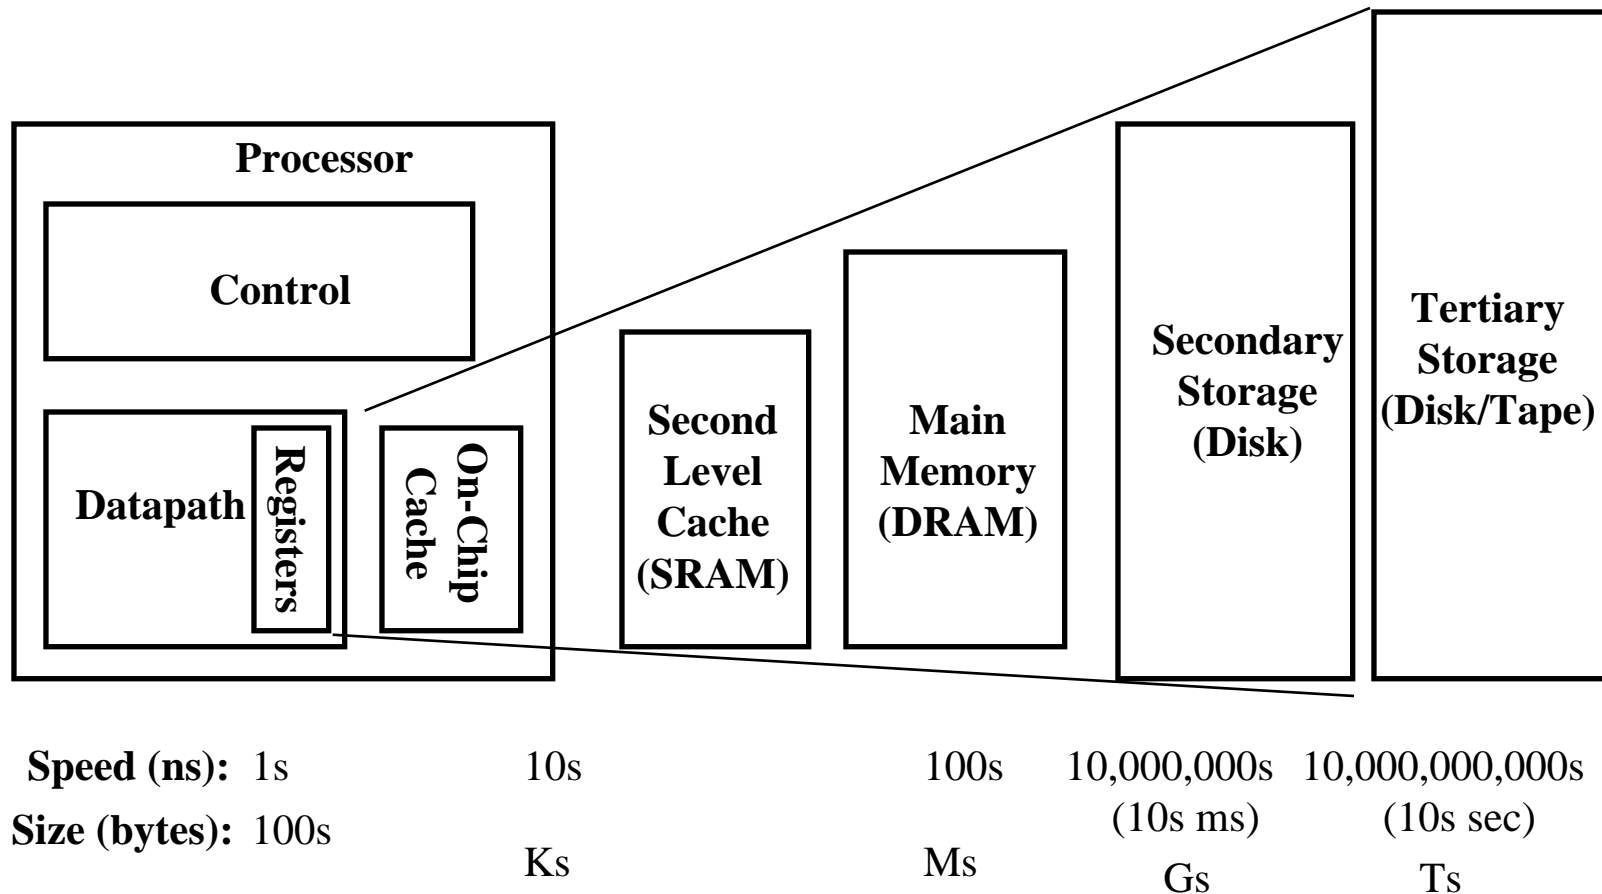 Processor
Control
Datapath
Registers
On-Chip
Cache
Second
Level
Cache
(SRAM)
Main
Memory
(DRAM)
Secondary
Storage
(Disk)
Tertiary
Storage
(Disk/Tape)
Speed (ns): 1s 10s 100s 10,000,000s 10,000,000,000s
(10s ms) (10s sec)
Size (bytes): 100s
Ks Ms Gs Ts